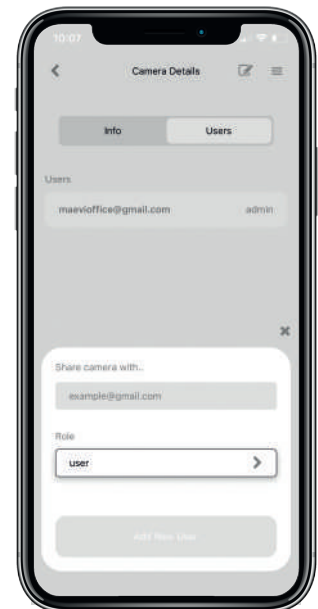 10:07
Camera Details
Info Users
Users
maevioffice@gmail.com admin
Share camera with..
example@gmail.com
Role
user
Add New User